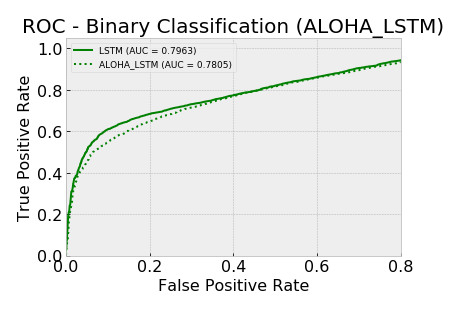 ROC - Binary Classification (ALOHA_LSTM)
LSTM (AUC = 0.7963)
ALOHA_LSTM (AUC = 0.7805)
True Positive Rate
1.0
0.8
0.6
0.4
0.2
0.0
0.0 0.2 0.4 0.6 0.8
False Positive Rate